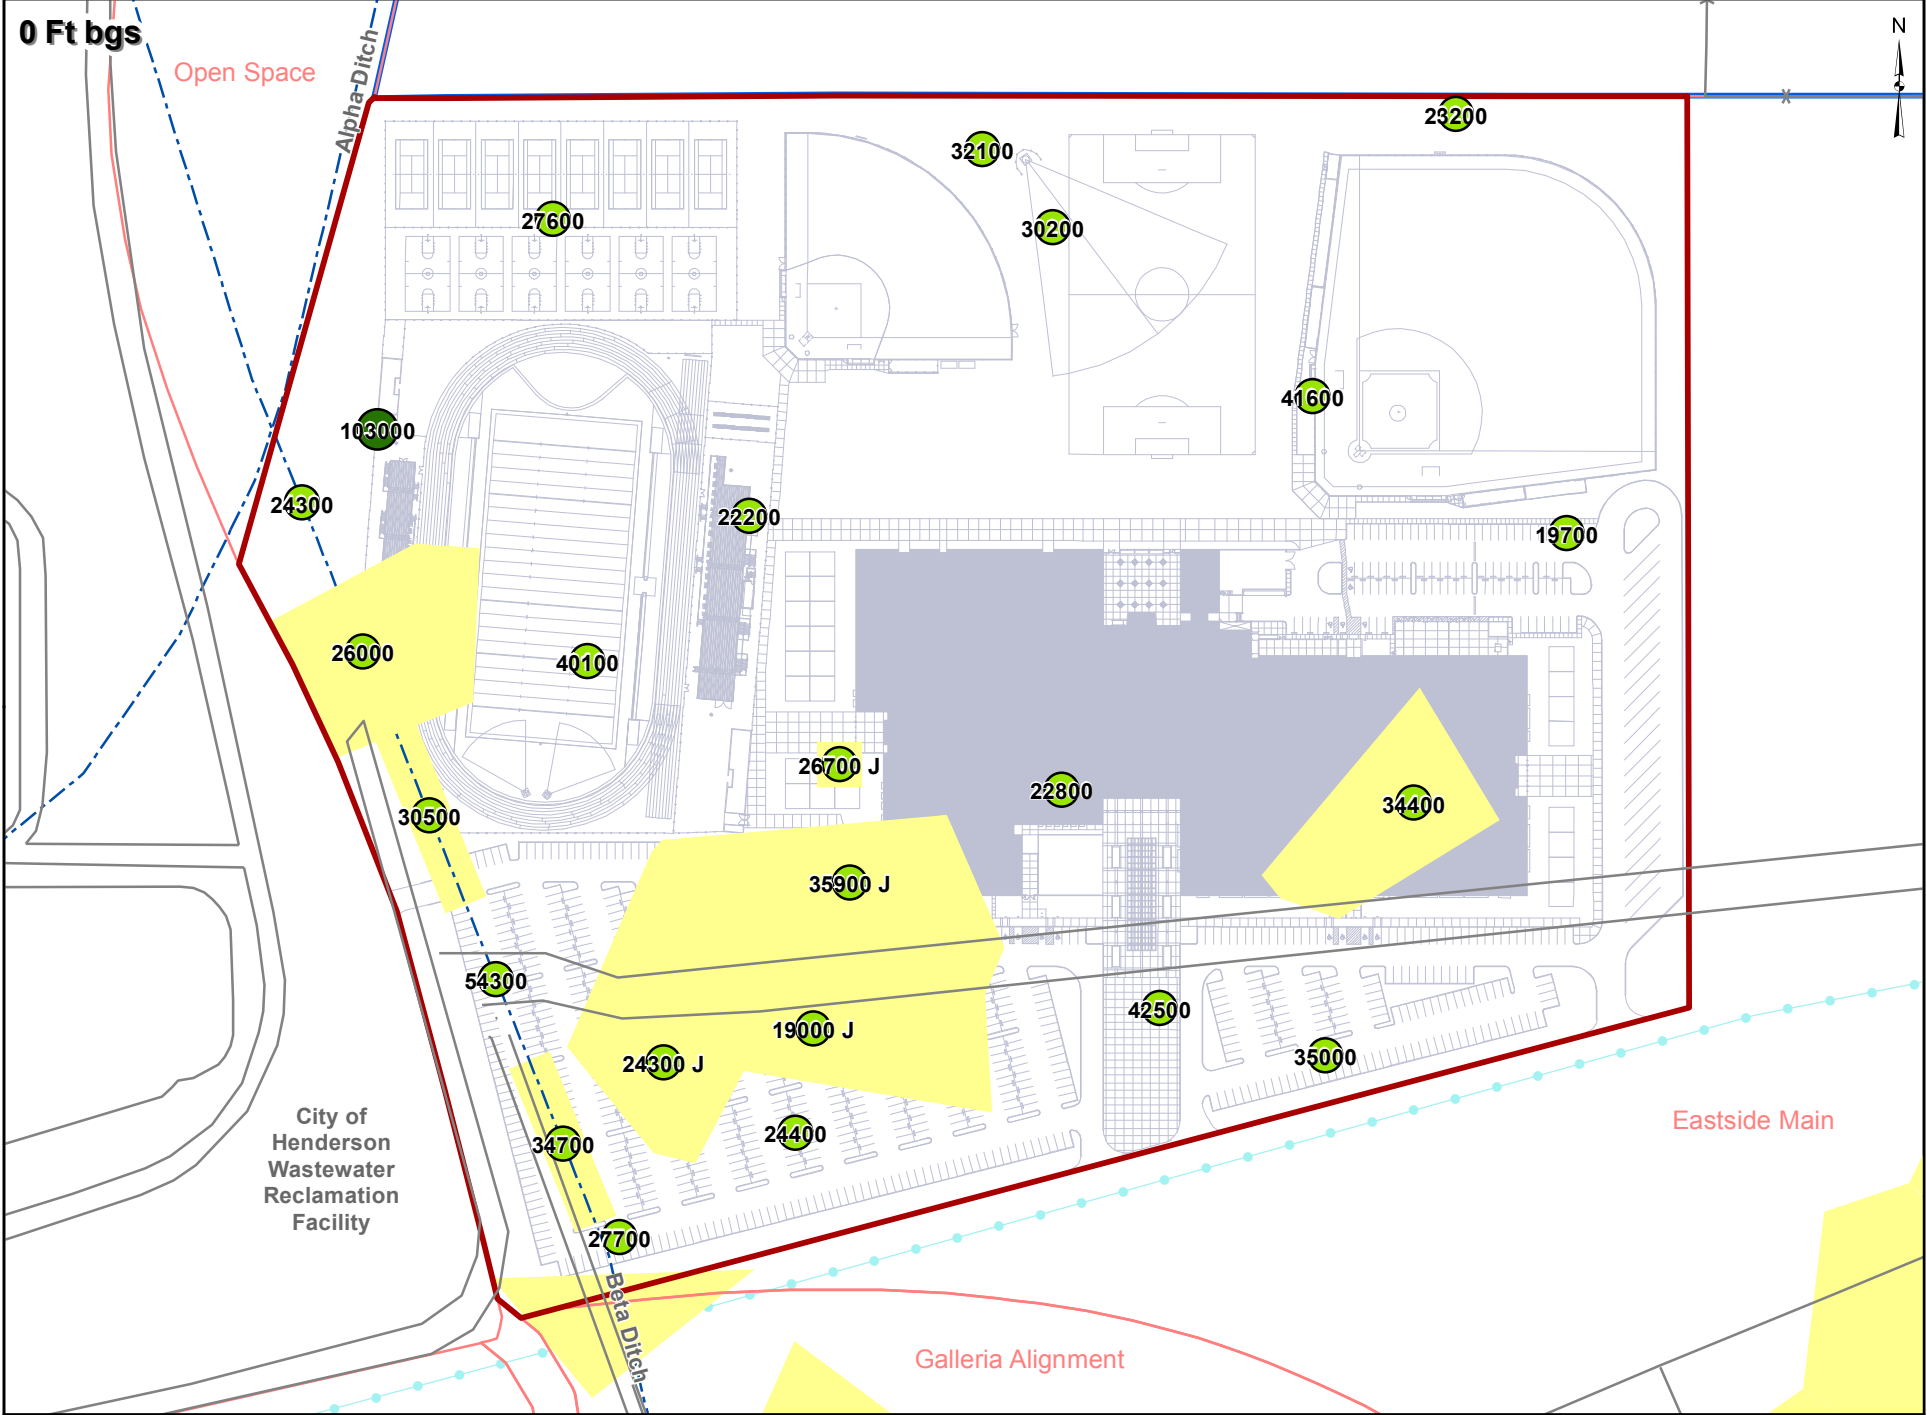 0 Ft bgs
Open Space
Alpha Ditch
N
23200
32100
27600
30200
41600
103000
24300
22200
19700
26000
40100
26700 J
22800
34400
30500
35900 J
54300
42500
19000 J
24300 J
35000
24400
34700
27700
City of
Henderson
Wastewater
Reclamation
Facility
Eastside Main
Beta Ditch
Galleria Alignment